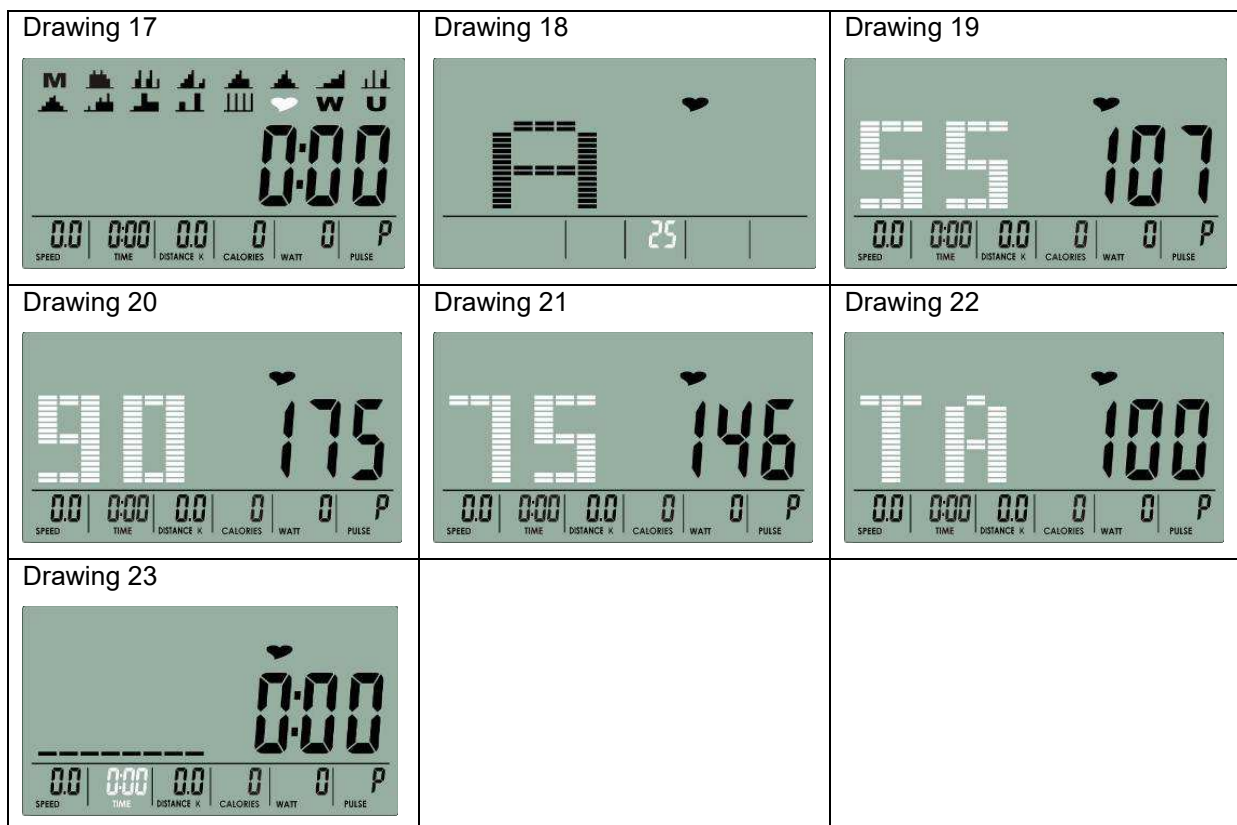 Drawing 17
M
W U
0:00
0.0 0:00 0.0 0 0 P
SPEED TIME DISTANCE K CALORIES WATT PULSE
Drawing 18
A
25
Drawing 19
55 107
0.0 0:00 0.0 0 0 P
SPEED TIME DISTANCE K CALORIES WATT PULSE
Drawing 20
90 175
0.0 0:00 0.0 0 0 P
SPEED TIME DISTANCE K CALORIES WATT PULSE
Drawing 21
75 146
0.0 0:00 0.0 0 0 P
SPEED TIME DISTANCE K CALORIES WATT PULSE
Drawing 22
TA 100
0.0 0:00 0.0 0 0 P
SPEED TIME DISTANCE K CALORIES WATT PULSE
Drawing 23
0:00
0.0 0:00 0.0 0 0 P
SPEED TIME DISTANCE K CALORIES WATT PULSE